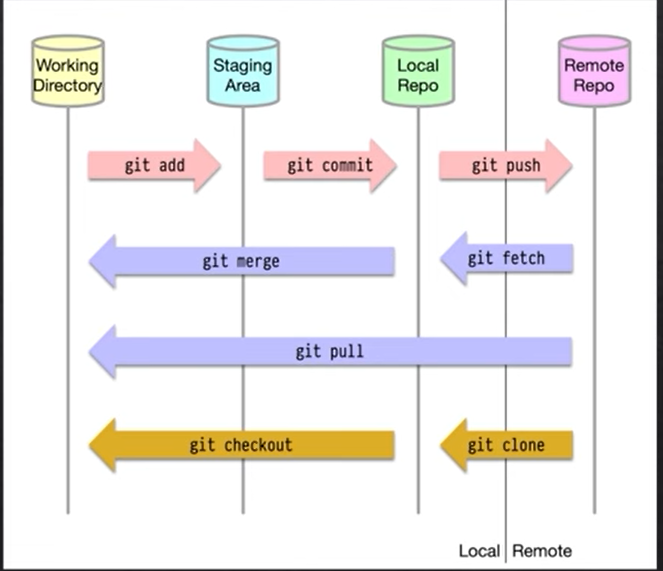 Working
Directory
Staging
Area
Local
Repo
Remote
Repo
git add
git commit
git push
git merge
git fetch
git pull
git checkout
git clone
Local
Remote